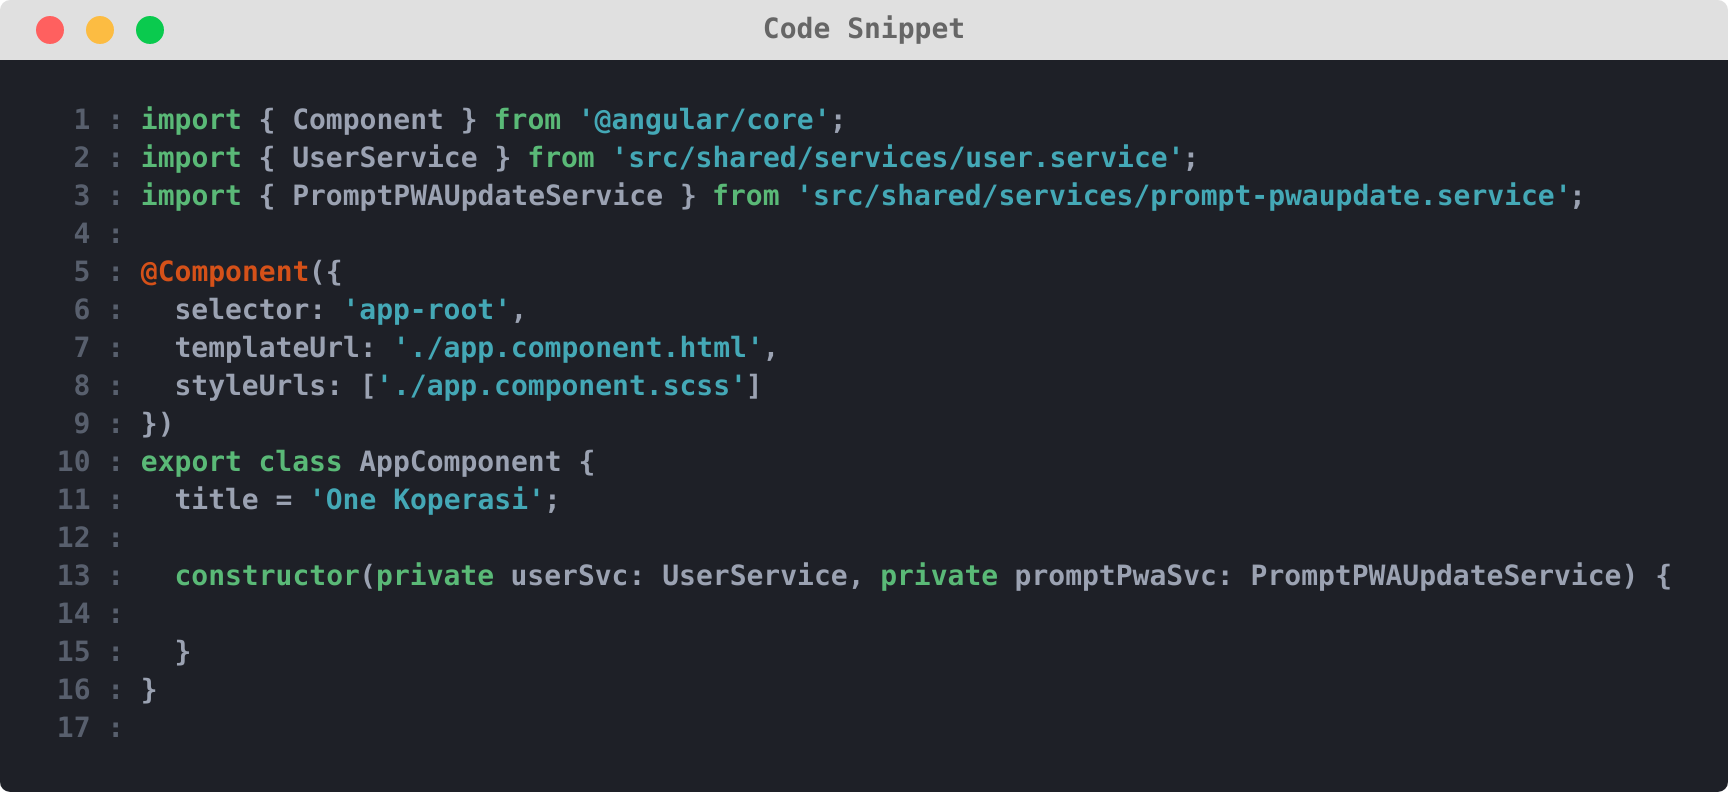 Code Snippet
1 : import { Component } from '@angular/core';
2 : import { UserService } from 'src/shared/services/user.service';
3 : import { PromptPWAUpdateService } from 'src/shared/services/prompt-pwaupdate.service';
4 :
5 : @Component({
6 :   selector: 'app-root',
7 :   templateUrl: './app.component.html',
8 :   styleUrls: ['./app.component.scss']
9 : })
10 : export class AppComponent {
11 :   title = 'One Koperasi';
12 :
13 :   constructor(private userSvc: UserService, private promptPwaSvc: PromptPWAUpdateService) {
14 :
15 :   }
16 : }
17 :